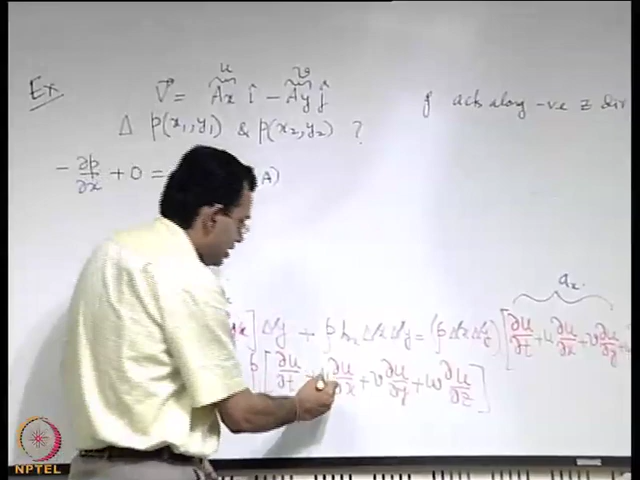 Ex
V⃗ = Ax î − Ay ĵ
u v
Δ p(x₁,y₁) & p(x₂,y₂) ?
g acts along -ve z dir
−∂p/∂x + 0 = A)
aₓ
] Δy + ρ bₓ Δx Δy = (ρ Δx Δy) [∂u/∂t + u ∂u/∂x + v ∂u/∂y +
ρ [∂u/∂t + u ∂u/∂x + v ∂u/∂y + w ∂u/∂z]
NPTEL